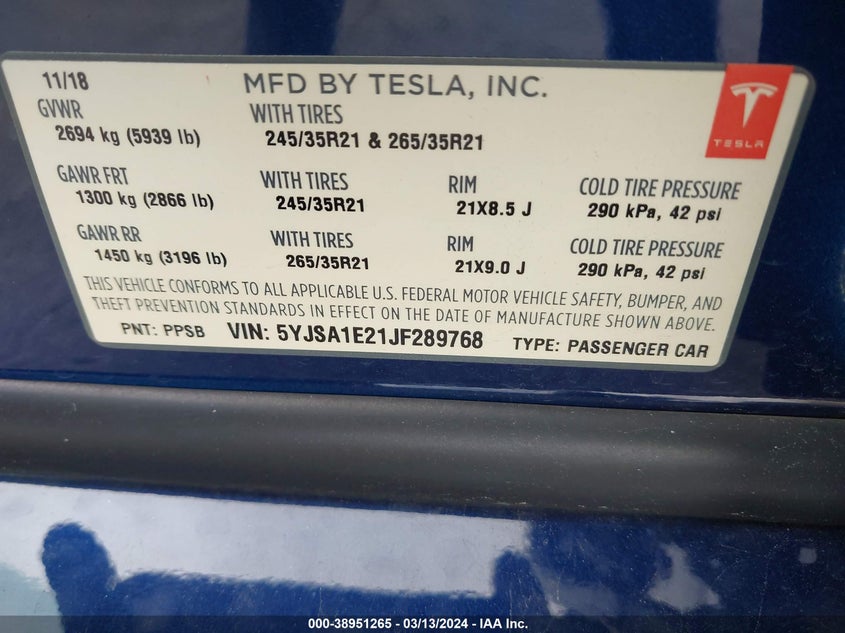 11/18 MFD BY TESLA, INC.
GVWR WITH TIRES
2694 kg (5939 lb) 245/35R21 & 265/35R21
TESLA
GAWR FRT WITH TIRES RIM COLD TIRE PRESSURE
1300 kg (2866 lb) 245/35R21 21X8.5 J 290 kPa, 42 psi
GAWR RR WITH TIRES RIM COLD TIRE PRESSURE
1450 kg (3196 lb) 265/35R21 21X9.0 J 290 kPa, 42 psi
THIS VEHICLE CONFORMS TO ALL APPLICABLE U.S. FEDERAL MOTOR VEHICLE SAFETY, BUMPER, AND
THEFT PREVENTION STANDARDS IN EFFECT ON THE DATE OF MANUFACTURE SHOWN ABOVE.
PNT: PPSB VIN: 5YJSA1E21JF289768 TYPE: PASSENGER CAR
000-38951265 - 03/13/2024 - IAA Inc.